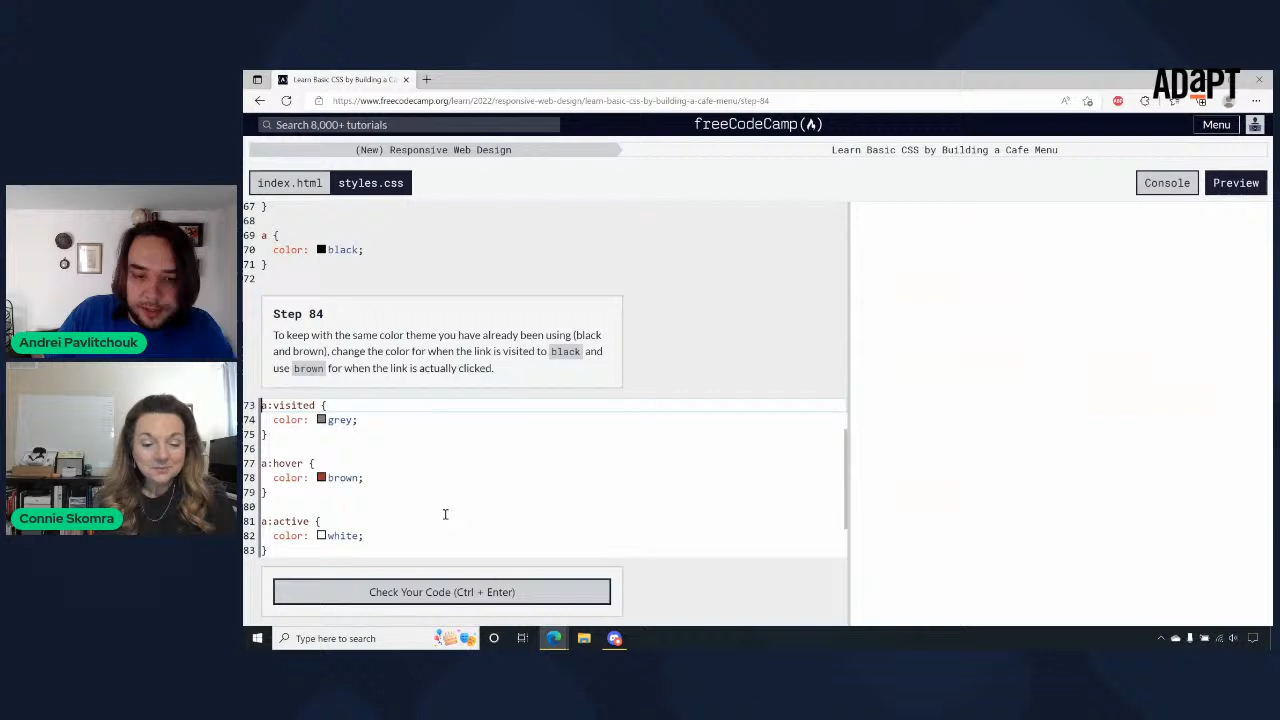 ADAPT
Learn Basic CSS by Building a Ca
https://www.freecodecamp.org/learn/2022/responsive-web-design/learn-basic-css-by-building-a-cafe-menu/step-84
Search 8,000+ tutorials
freeCodeCamp
Menu
(New) Responsive Web Design
Learn Basic CSS by Building a Cafe Menu
index.html
styles.css
Console
Preview
67 }
68
69 a {
70 color: black;
71 }
72
Step 84
To keep with the same color theme you have already been using (black
and brown), change the color for when the link is visited to black and
use brown for when the link is actually clicked.
73 a:visited {
74 color: grey;
75 }
76
77 a:hover {
78 color: brown;
79 }
80
81 a:active {
82 color: white;
83 }
Check Your Code (Ctrl + Enter)
Type here to search
Andrei Pavlitchouk
Connie Skomra